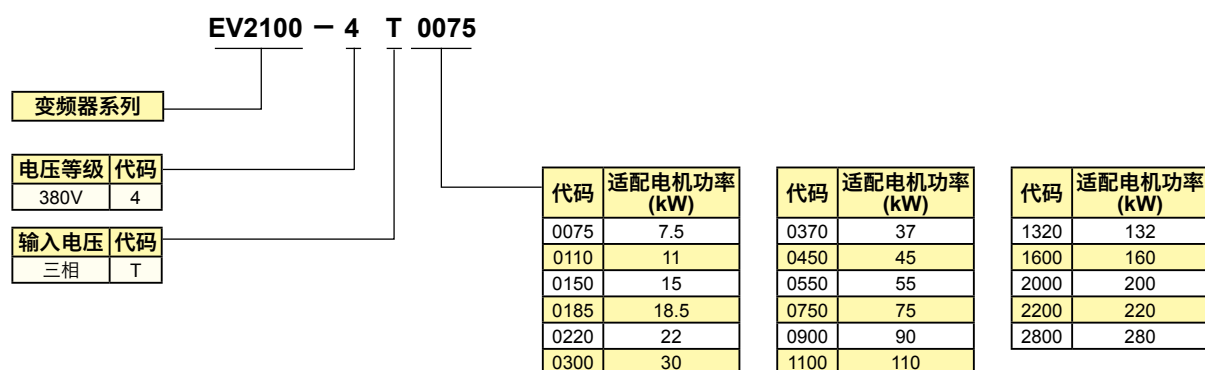 EV2100 － 4 T 0075
变频器系列
电压等级 代码
380V 4
输入电压 代码
三相 T
代码 适配电机功率
(kW)
0075 7.5
0110 11
0150 15
0185 18.5
0220 22
0300 30
代码 适配电机功率
(kW)
0370 37
0450 45
0550 55
0750 75
0900 90
1100 110
代码 适配电机功率
(kW)
1320 132
1600 160
2000 200
2200 220
2800 280